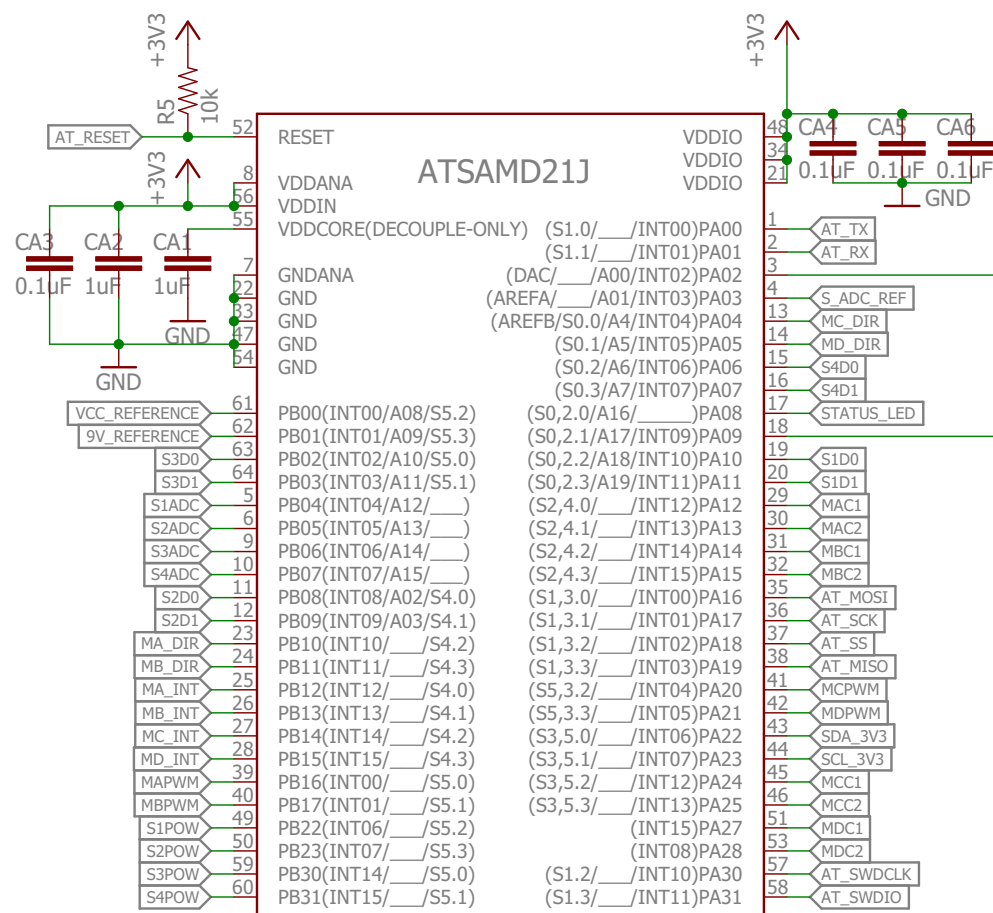 +3V3
R5
10k
AT_RESET
52 RESET
+3V3
8 VDDANA
56 VDDIN
55 VDDCORE(DECOUPLE-ONLY)
CA3 CA2 CA1
0.1uF 1uF 1uF
7 GNDANA
22 GND
33 GND
47 GND
54 GND
GND
GND
ATSAMD21J
+3V3
VDDIO 48
VDDIO 34
VDDIO 21
CA4 CA5 CA6
0.1uF 0.1uF 0.1uF
GND
VCC_REFERENCE 61 PB00(INT00/A08/S5.2)
9V_REFERENCE 62 PB01(INT01/A09/S5.3)
S3D0 63 PB02(INT02/A10/S5.0)
S3D1 64 PB03(INT03/A11/S5.1)
S1ADC 5 PB04(INT04/A12/___)
S2ADC 6 PB05(INT05/A13/___)
S3ADC 9 PB06(INT06/A14/___)
S4ADC 10 PB07(INT07/A15/___)
S2D0 11 PB08(INT08/A02/S4.0)
S2D1 12 PB09(INT09/A03/S4.1)
MA_DIR 23 PB10(INT10/___/S4.2)
MB_DIR 24 PB11(INT11/___/S4.3)
MA_INT 25 PB12(INT12/___/S4.0)
MB_INT 26 PB13(INT13/___/S4.1)
MC_INT 27 PB14(INT14/___/S4.2)
MD_INT 28 PB15(INT15/___/S4.3)
MAPWM 39 PB16(INT00/___/S5.0)
MBPWM 40 PB17(INT01/___/S5.1)
S1POW 49 PB22(INT06/___/S5.2)
S2POW 50 PB23(INT07/___/S5.3)
S3POW 59 PB30(INT14/___/S5.0)
S4POW 60 PB31(INT15/___/S5.1)
(S1.0/___/INT00)PA00 1 AT_TX
(S1.1/___/INT01)PA01 2 AT_RX
(DAC/___/A00/INT02)PA02 3
(AREFA/___/A01/INT03)PA03 4 S_ADC_REF
(AREFB/S0.0/A4/INT04)PA04 13 MC_DIR
(S0.1/A5/INT05)PA05 14 MD_DIR
(S0.2/A6/INT06)PA06 15 S4D0
(S0.3/A7/INT07)PA07 16 S4D1
(S0,2.0/A16/_____)PA08 17 STATUS_LED
(S0,2.1/A17/INT09)PA09 18
(S0,2.2/A18/INT10)PA10 19 S1D0
(S0,2.3/A19/INT11)PA11 20 S1D1
(S2,4.0/___/INT12)PA12 29 MAC1
(S2,4.1/___/INT13)PA13 30 MAC2
(S2,4.2/___/INT14)PA14 31 MBC1
(S2,4.3/___/INT15)PA15 32 MBC2
(S1,3.0/___/INT00)PA16 35 AT_MOSI
(S1,3.1/___/INT01)PA17 36 AT_SCK
(S1,3.2/___/INT02)PA18 37 AT_SS
(S1,3.3/___/INT03)PA19 38 AT_MISO
(S5,3.2/___/INT04)PA20 41 MCPWM
(S5,3.3/___/INT05)PA21 42 MDPWM
(S3,5.0/___/INT06)PA22 43 SDA_3V3
(S3,5.1/___/INT07)PA23 44 SCL_3V3
(S3,5.2/___/INT12)PA24 45 MCC1
(S3,5.3/___/INT13)PA25 46 MCC2
(INT15)PA27 51 MDC1
(INT08)PA28 53 MDC2
(S1.2/___/INT10)PA30 57 AT_SWDCLK
(S1.3/___/INT11)PA31 58 AT_SWDIO